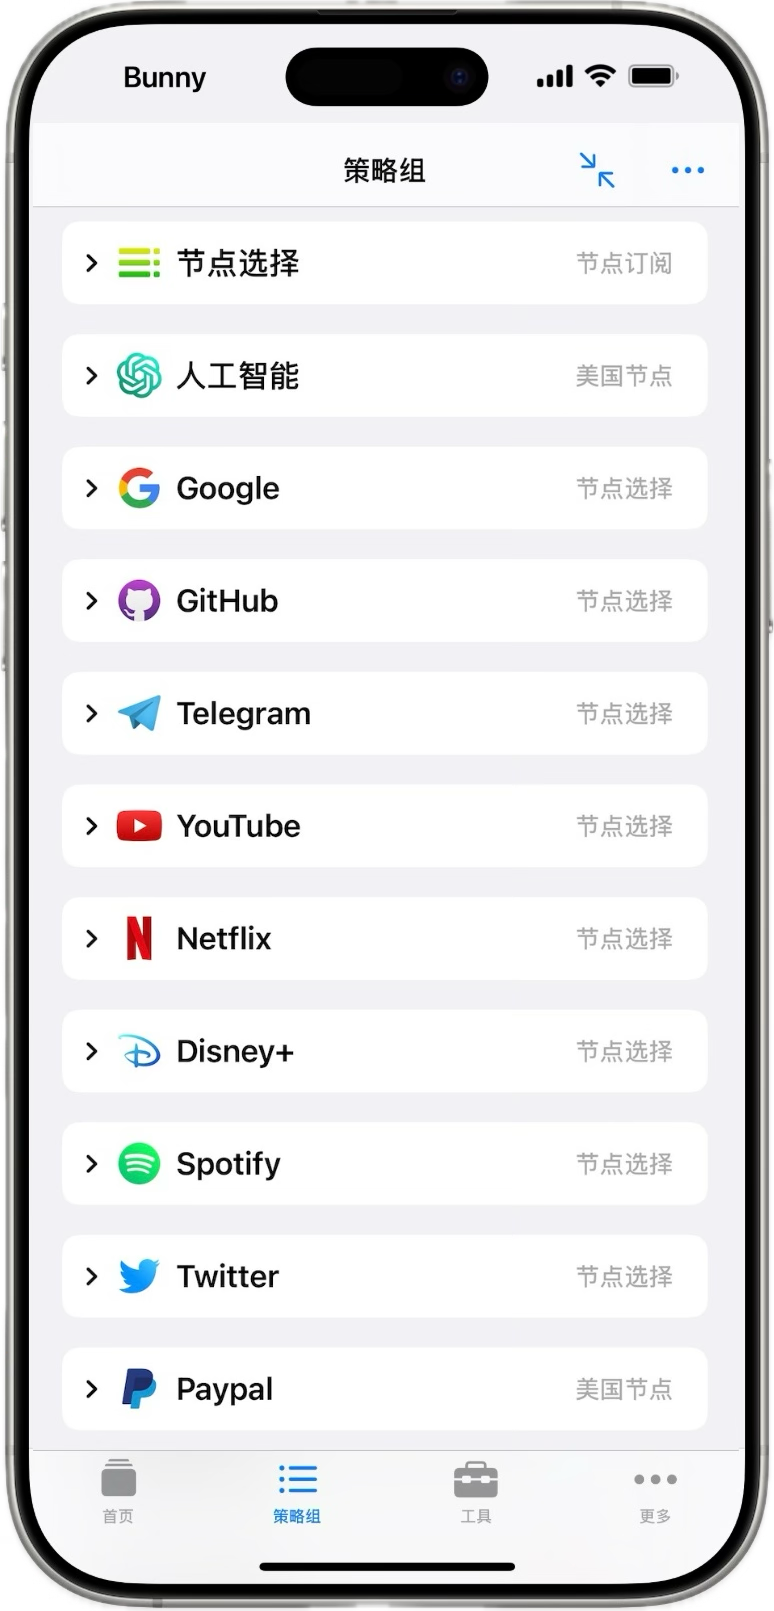 Bunny
策略组
节点选择 节点订阅
人工智能 美国节点
Google 节点选择
GitHub 节点选择
Telegram 节点选择
YouTube 节点选择
Netflix 节点选择
Disney+ 节点选择
Spotify 节点选择
Twitter 节点选择
Paypal 美国节点
首页 策略组 工具 更多